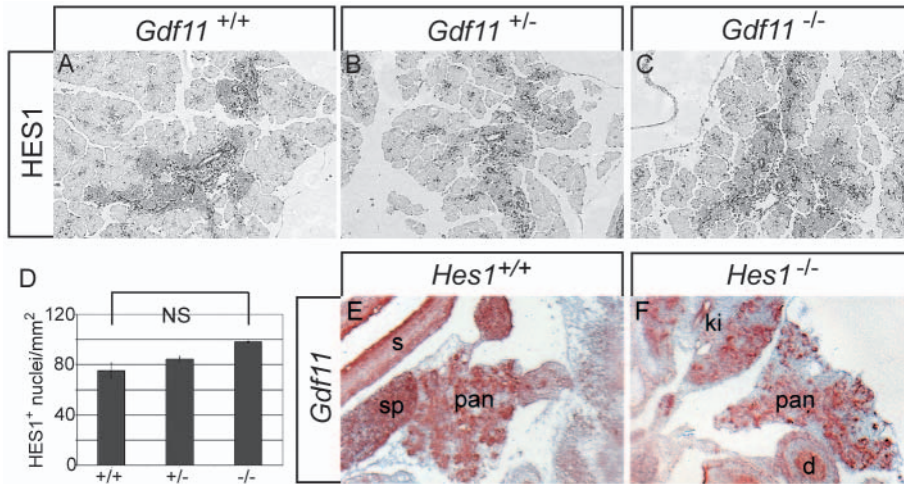 Gdf11 +/+
Gdf11 +/-
Gdf11 -/-
HES1
A
B
C
D
NS
HES1+ nuclei/mm2
120
80
40
0
+/+
+/-
-/-
Hes1+/+
Hes1-/-
Gdf11
E
s
sp
pan
F
ki
pan
d